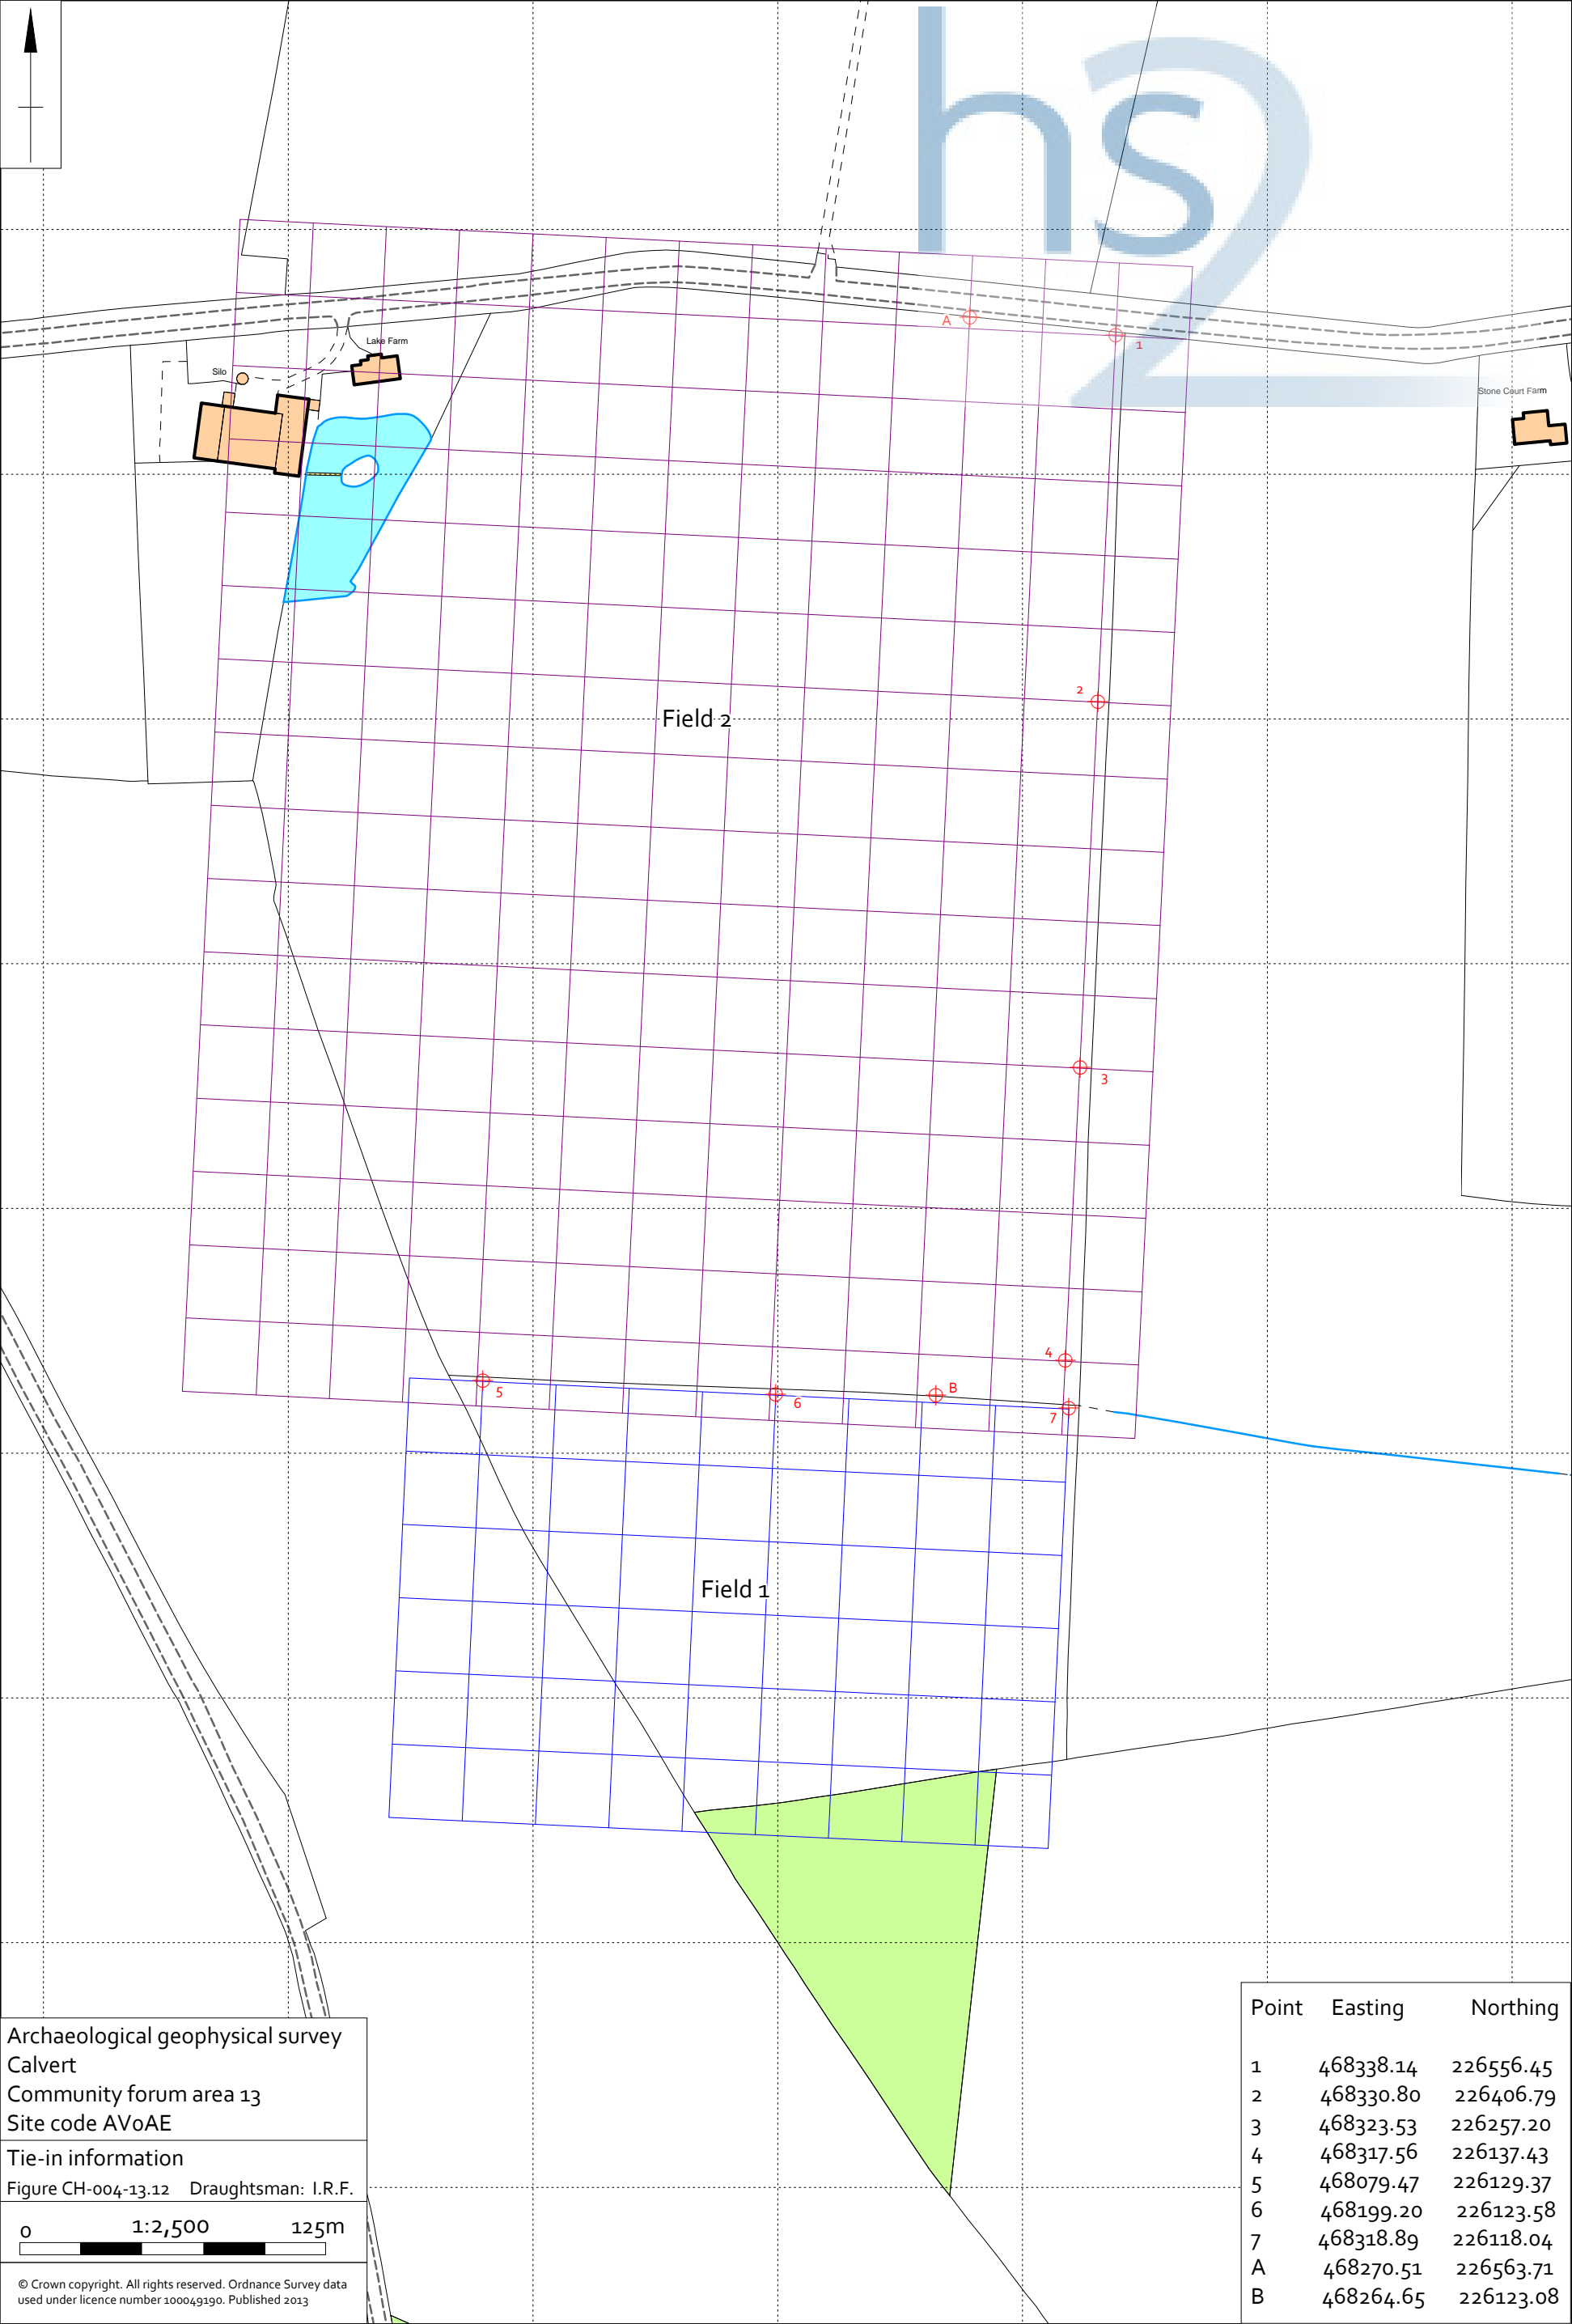 hs2
A
1
Lake Farm
Silo
Stone Court Farm
2
Field 2
3
4
5
6
B
7
Field 1
Archaeological geophysical survey
Calvert
Community forum area 13
Site code AV0AE
Tie-in information
Figure CH-004-13.12 Draughtsman: I.R.F.
0 1:2,500 125m
© Crown copyright. All rights reserved. Ordnance Survey data
used under licence number 100049190. Published 2013
Point Easting Northing
1 468338.14 226556.45
2 468330.80 226406.79
3 468323.53 226257.20
4 468317.56 226137.43
5 468079.47 226129.37
6 468199.20 226123.58
7 468318.89 226118.04
A 468270.51 226563.71
B 468264.65 226123.08